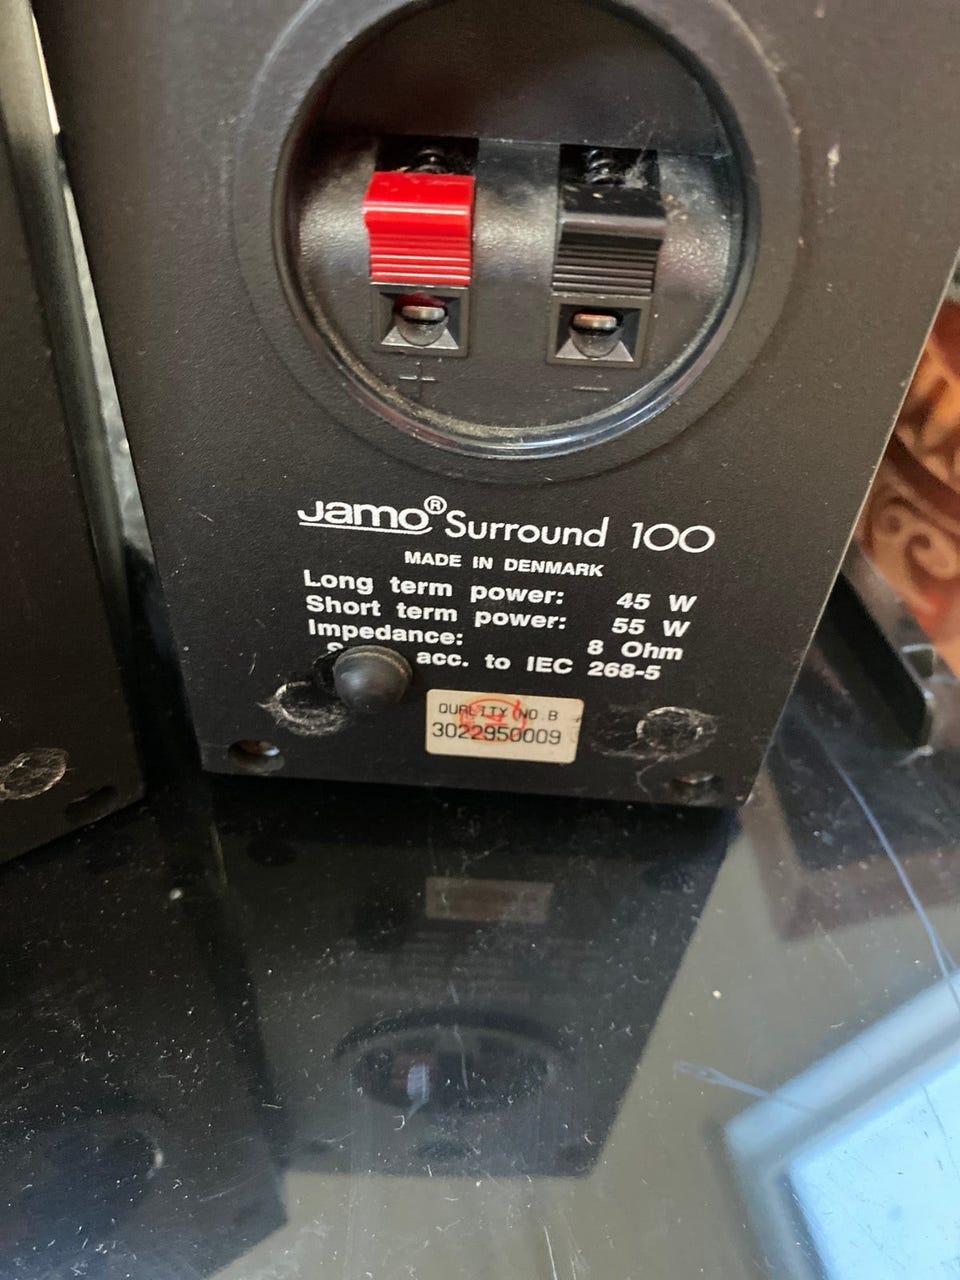 + −
Jamo® Surround 100
MADE IN DENMARK
Long term power: 45 W
Short term power: 55 W
Impedance: 8 Ohm
acc. to IEC 268-5
QUALITY NO.B
3022950009